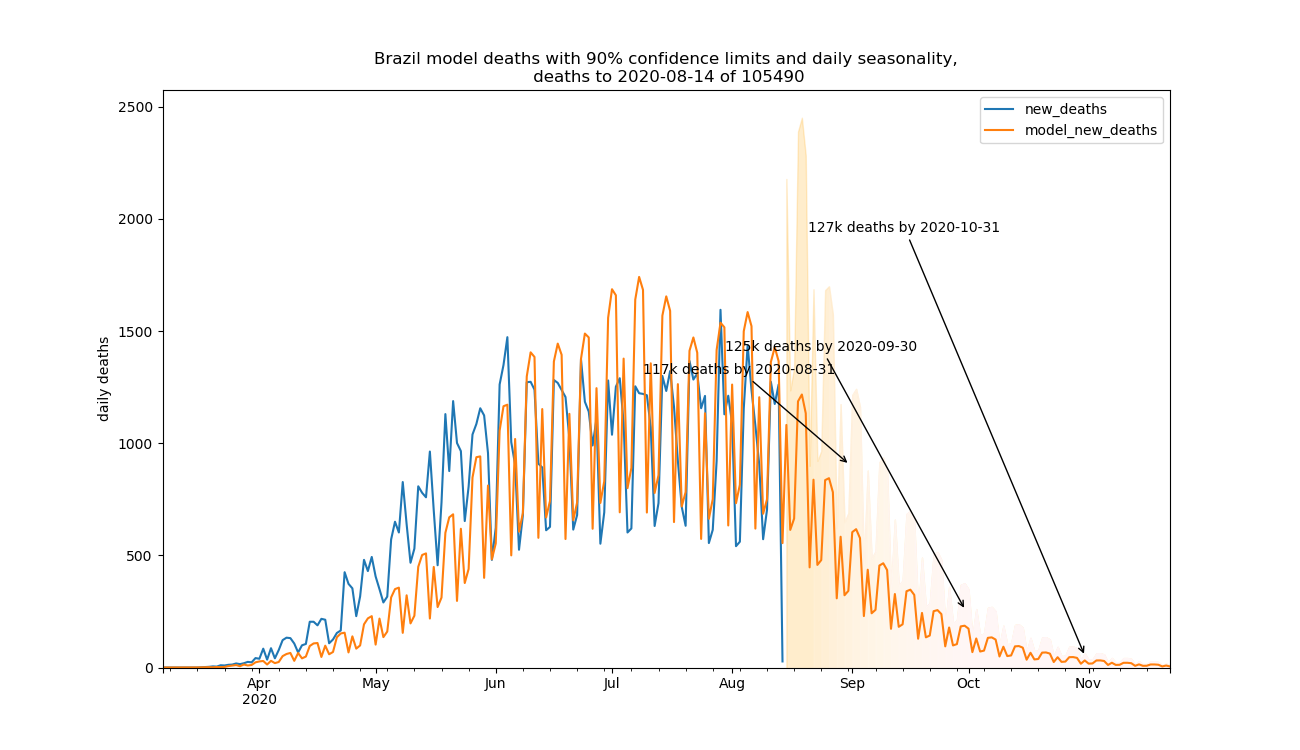 Brazil model deaths with 90% confidence limits and daily seasonality,
deaths to 2020-08-14 of 105490
2500
new_deaths
model_new_deaths
2000
127k deaths by 2020-10-31
1500
125k deaths by 2020-09-30
117k deaths by 2020-08-31
daily deaths
1000
500
0
Apr May Jun Jul Aug Sep Oct Nov
2020